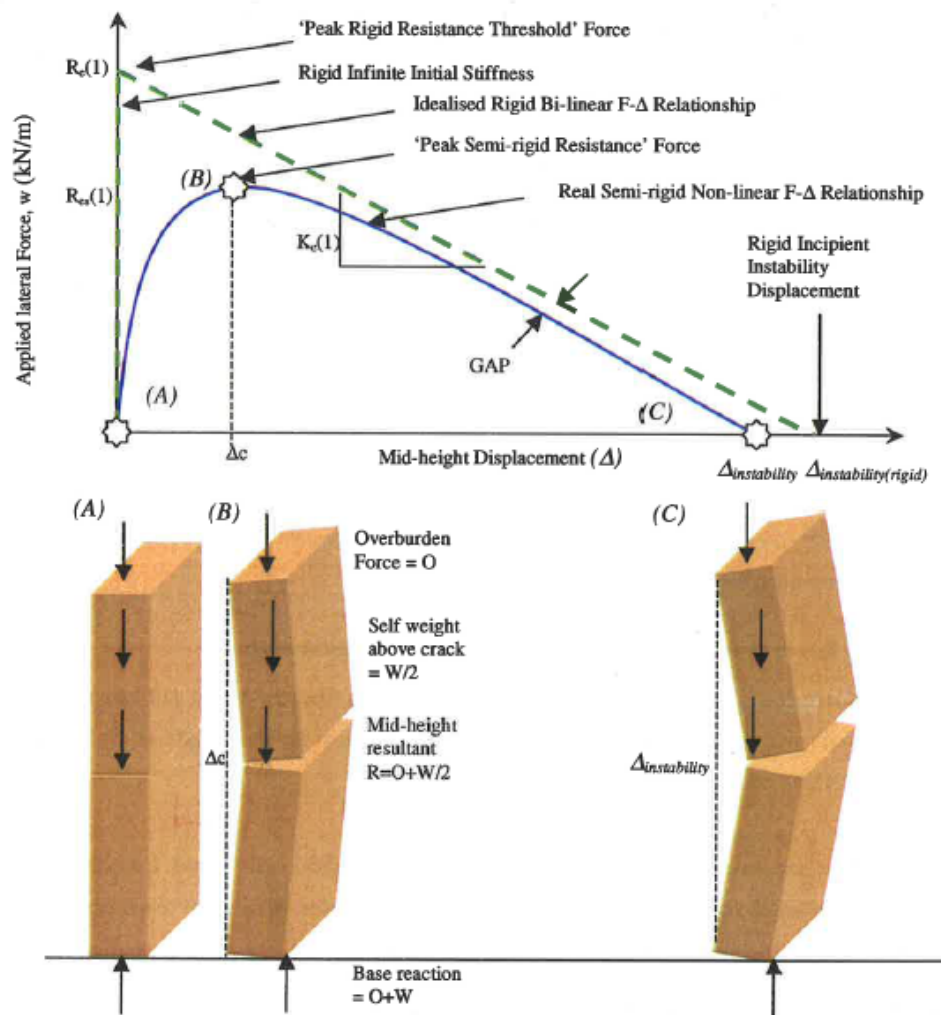 'Peak Rigid Resistance Threshold' Force
Re(1)
Rigid Infinite Initial Stiffness
Idealised Rigid Bi-linear F-Δ Relationship
'Peak Semi-rigid Resistance' Force
(B)
Res(1)
Real Semi-rigid Non-linear F-Δ Relationship
Ke(1)
Rigid Incipient
Instability
Displacement
Applied lateral Force, w (kN/m)
GAP
(A)
(C)
Δc
Mid-height Displacement (Δ)
Δinstability
Δinstability(rigid)
(A)
(B)
(C)
Overburden
Force = O
Self weight
above crack
= W/2
Mid-height
resultant
R=O+W/2
Δc
Δinstability
Base reaction
= O+W